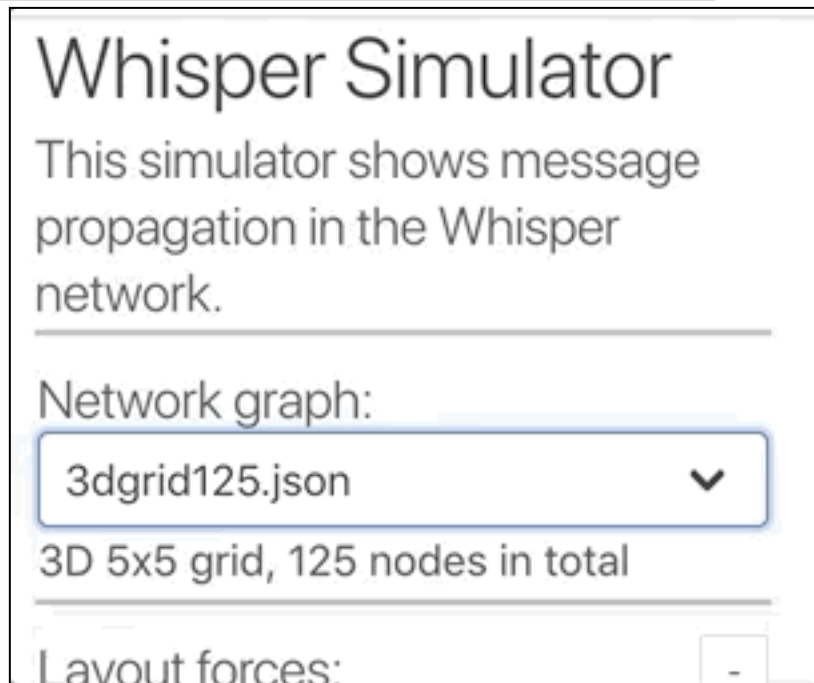 Whisper Simulator
This simulator shows message
propagation in the Whisper
network.
Network graph:
3dgrid125.json
3D 5x5 grid, 125 nodes in total
Layout forces:
-